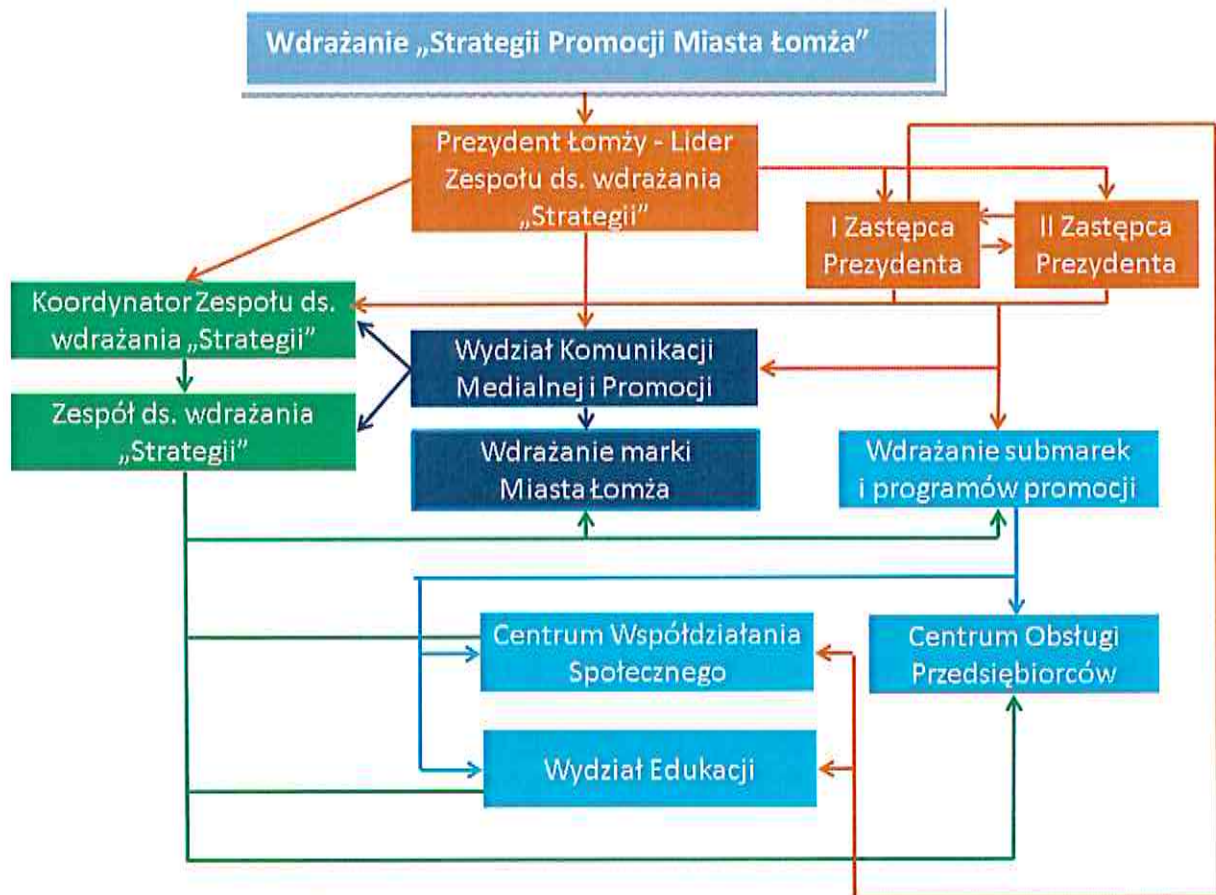 Wdrażanie „Strategii Promocji Miasta Łomża”
Prezydent Łomży - Lider
Zespołu ds. wdrażania
„Strategii”
I Zastępca
Prezydenta
II Zastępca
Prezydenta
Koordynator Zespołu ds.
wdrażania „Strategii”
Wydział Komunikacji
Medialnej i Promocji
Zespół ds. wdrażania
„Strategii”
Wdrażanie marki
Miasta Łomża
Wdrażanie submarek
i programów promocji
Centrum Współdziałania
Społecznego
Centrum Obsługi
Przedsiębiorców
Wydział Edukacji